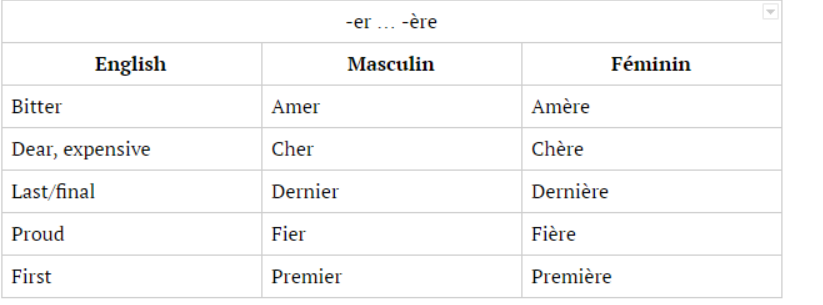 -er … -ère
English Masculin Féminin
Bitter Amer Amère
Dear, expensive Cher Chère
Last/final Dernier Dernière
Proud Fier Fière
First Premier Première